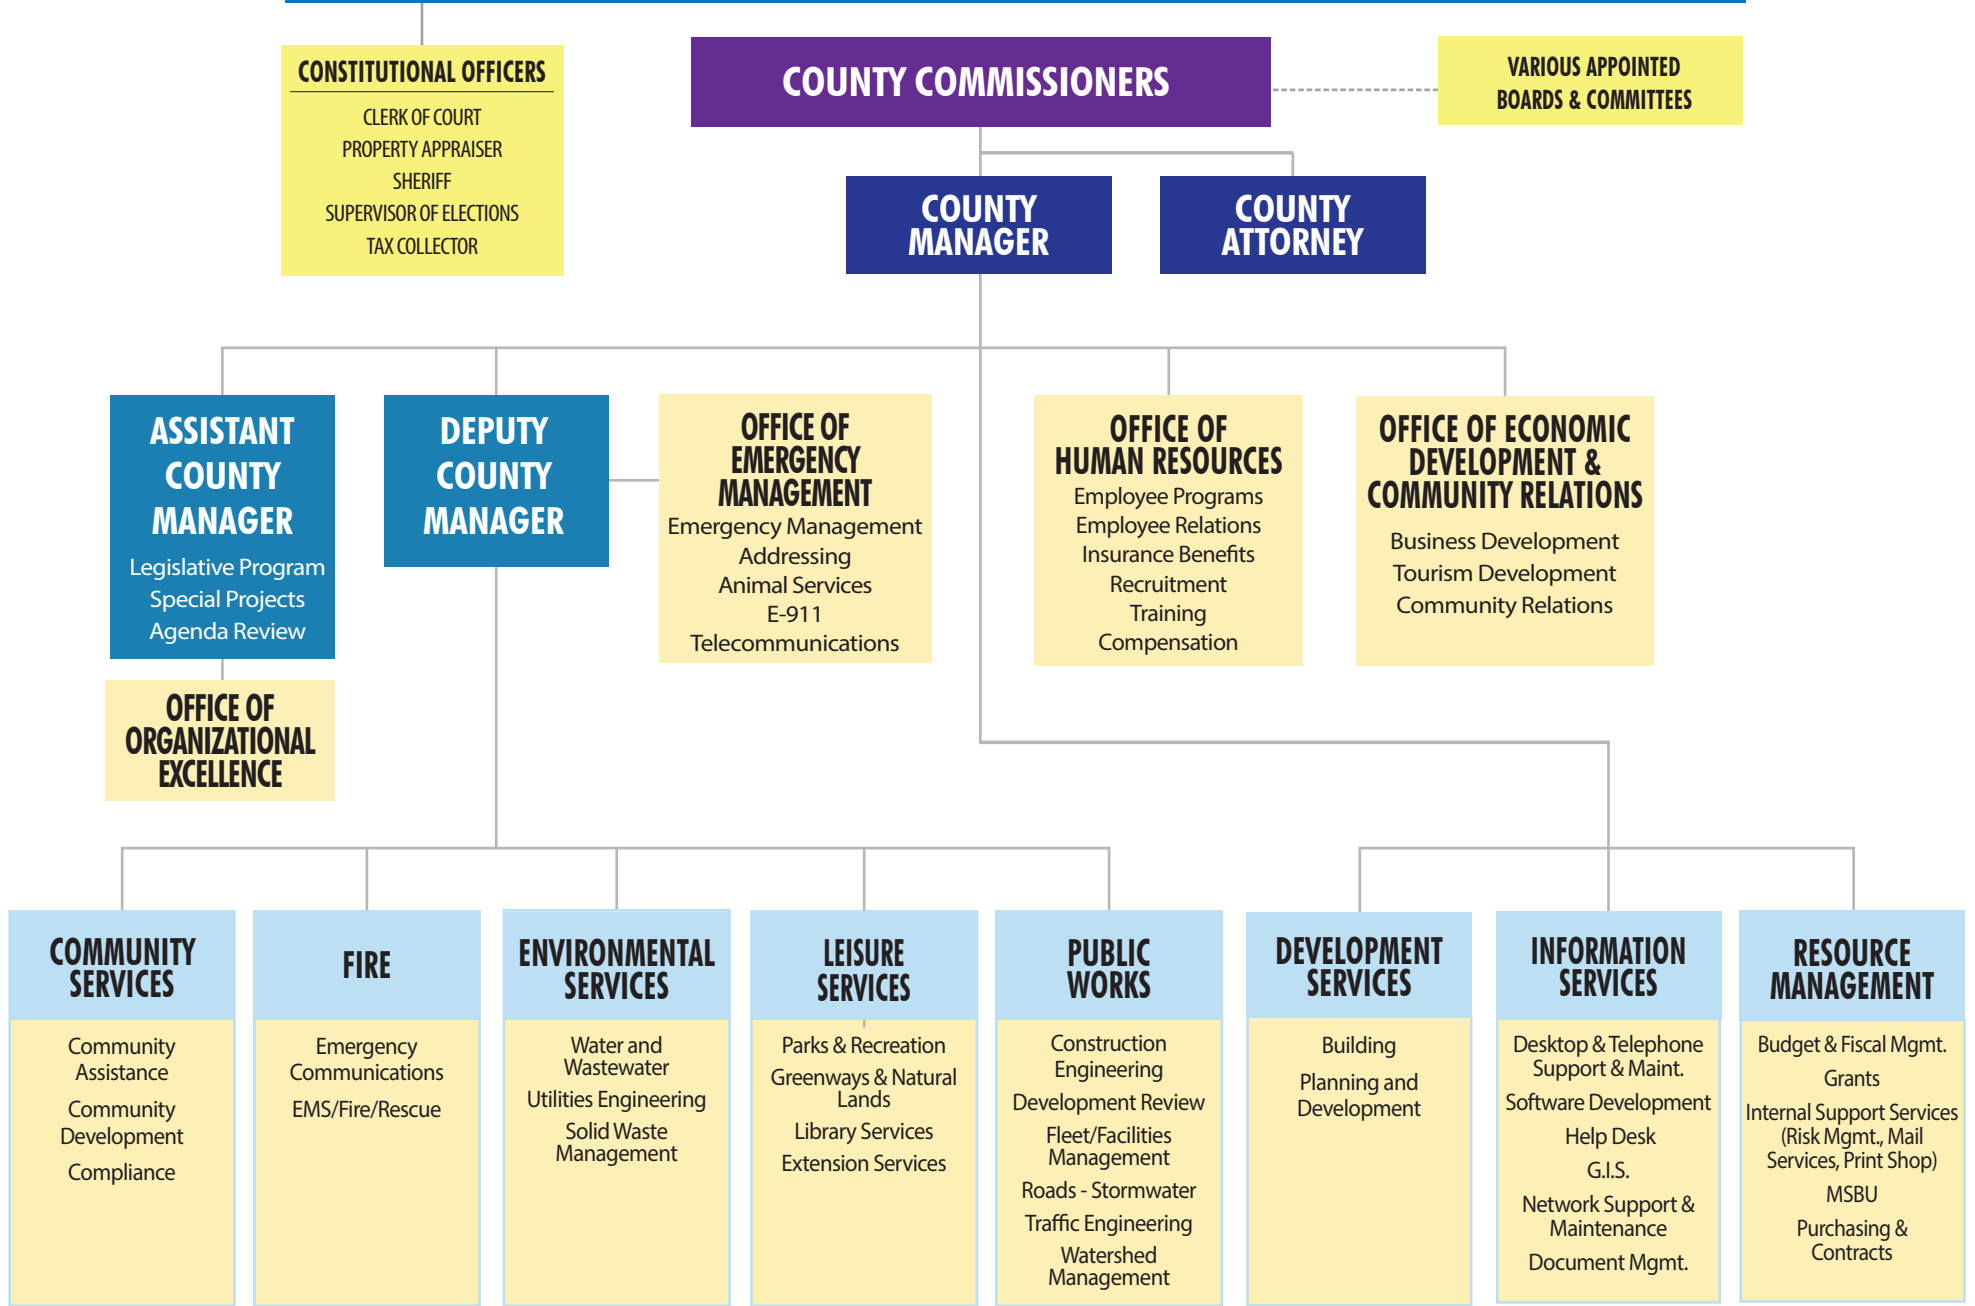 CONSTITUTIONAL OFFICERS
CLERK OF COURT
PROPERTY APPRAISER
SHERIFF
SUPERVISOR OF ELECTIONS
TAX COLLECTOR
COUNTY COMMISSIONERS
VARIOUS APPOINTED
BOARDS & COMMITTEES
COUNTY
MANAGER
COUNTY
ATTORNEY
ASSISTANT
COUNTY
MANAGER
Legislative Program
Special Projects
Agenda Review
OFFICE OF
ORGANIZATIONAL
EXCELLENCE
DEPUTY
COUNTY
MANAGER
OFFICE OF
EMERGENCY
MANAGEMENT
Emergency Management
Addressing
Animal Services
E-911
Telecommunications
OFFICE OF
HUMAN RESOURCES
Employee Programs
Employee Relations
Insurance Benefits
Recruitment
Training
Compensation
OFFICE OF ECONOMIC
DEVELOPMENT &
COMMUNITY RELATIONS
Business Development
Tourism Development
Community Relations
COMMUNITY
SERVICES
Community
Assistance
Community
Development
Compliance
FIRE
Emergency
Communications
EMS/Fire/Rescue
ENVIRONMENTAL
SERVICES
Water and
Wastewater
Utilities Engineering
Solid Waste
Management
LEISURE
SERVICES
Parks & Recreation
Greenways & Natural
Lands
Library Services
Extension Services
PUBLIC
WORKS
Construction
Engineering
Development Review
Fleet/Facilities
Management
Roads - Stormwater
Traffic Engineering
Watershed
Management
DEVELOPMENT
SERVICES
Building
Planning and
Development
INFORMATION
SERVICES
Desktop & Telephone
Support & Maint.
Software Development
Help Desk
G.I.S.
Network Support &
Maintenance
Document Mgmt.
RESOURCE
MANAGEMENT
Budget & Fiscal Mgmt.
Grants
Internal Support Services
(Risk Mgmt., Mail
Services, Print Shop)
MSBU
Purchasing &
Contracts